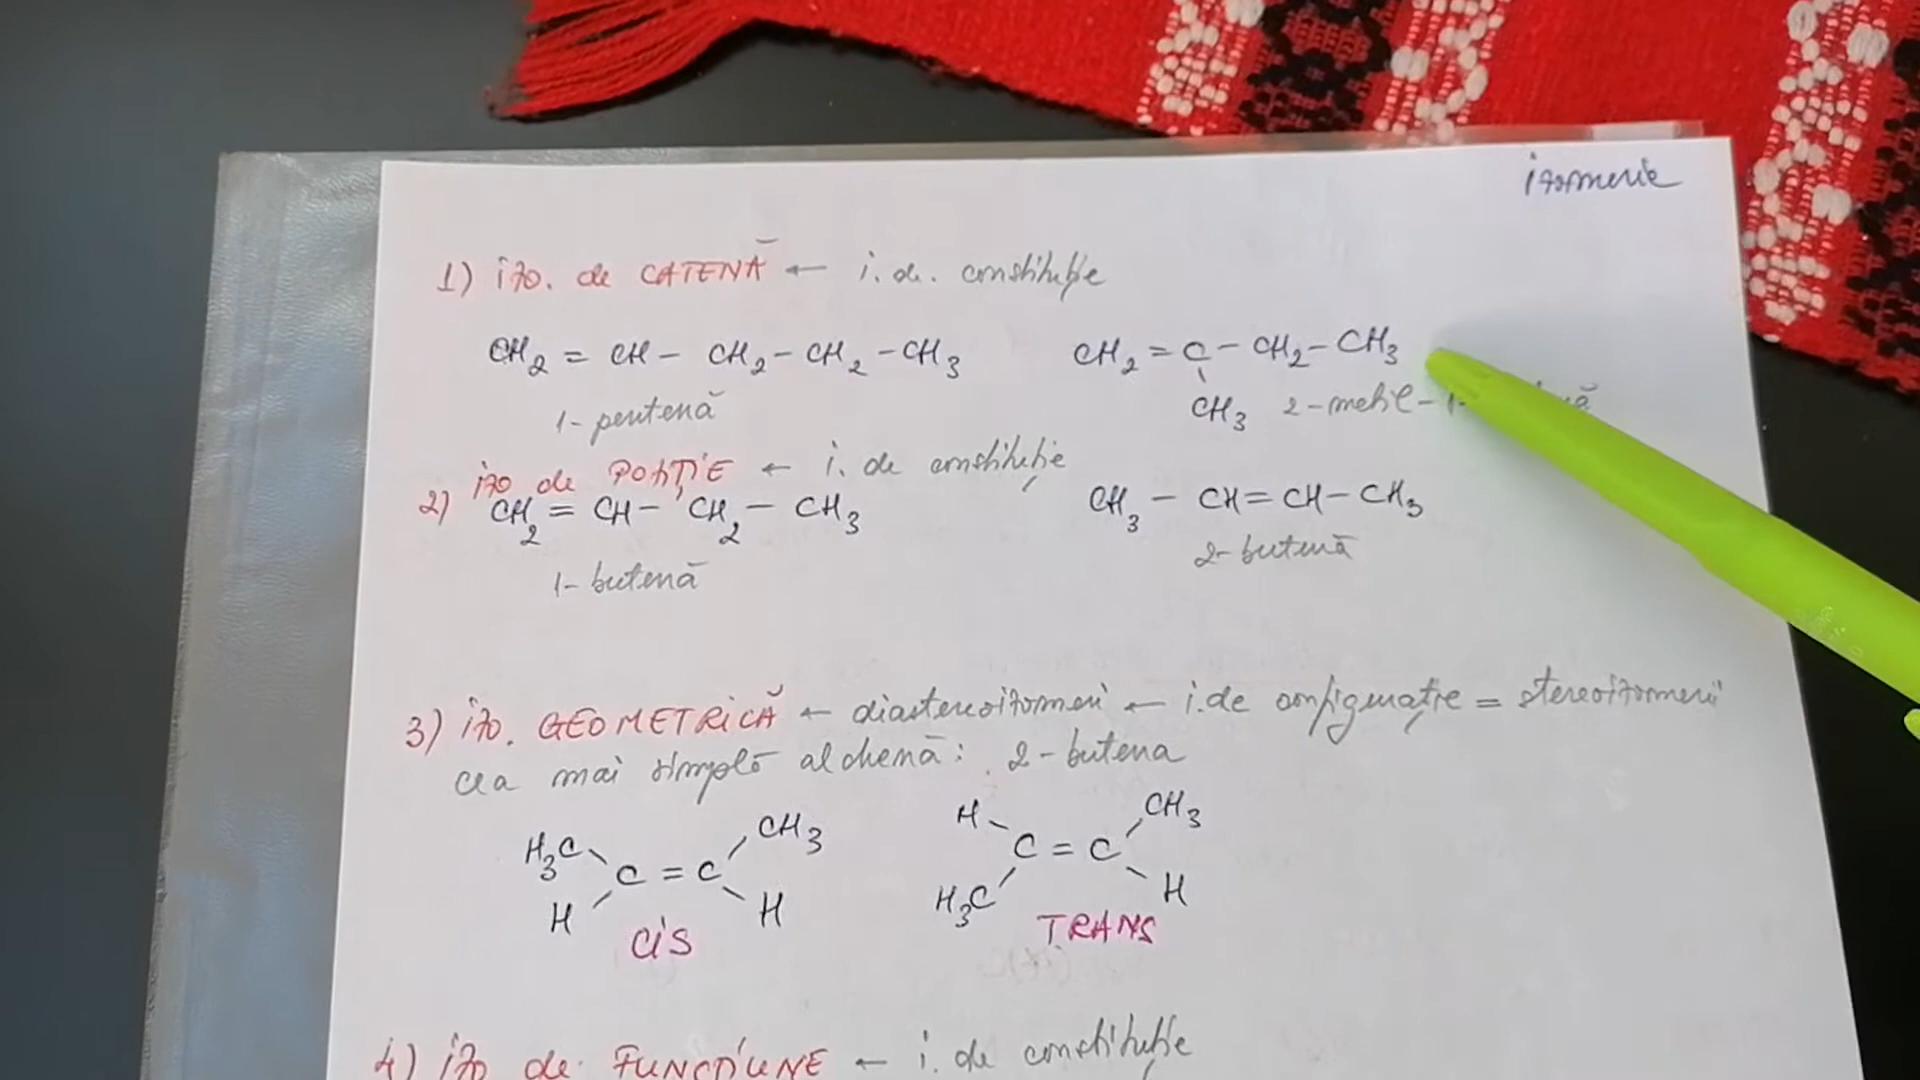 izomerie
1) izo. de CATENĂ ← i. de. constituție
CH2 = CH - CH2 - CH2 - CH3
CH2 = C - CH2 - CH3
CH3
1- pentenă
2-metil-1-
2) izo de POZIȚIE ← i. de constituție
CH2 = CH - CH2 - CH3
CH3 - CH = CH - CH3
1- butenă
2- butenă
3) izo. GEOMETRICĂ ← diastereoizomeri ← i. de configurație = stereoizomeri
cea mai simplă alchenă: 2-butena
H3C CH3
C = C
H H
CIS
H CH3
C = C
H3C H
TRANS
4) izo de FUNCȚIUNE ← i. de constituție